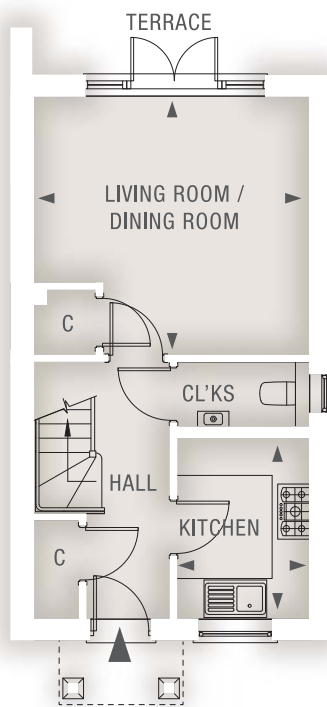 TERRACE
LIVING ROOM /
DINING ROOM
C
CL'KS
HALL
KITCHEN
C